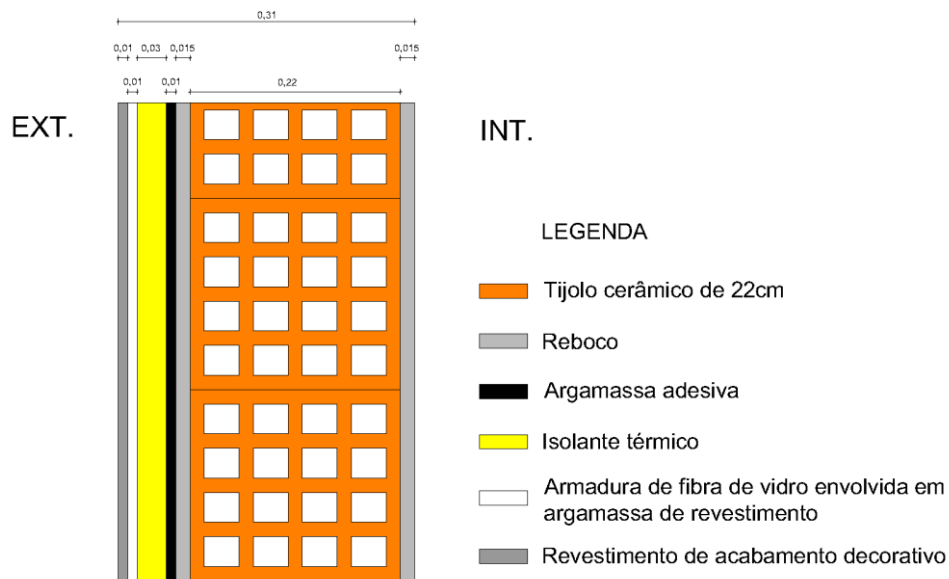 0,31
0,01 0,03 0,015 0,015
0,01 0,01 0,22
EXT.
INT.
LEGENDA
Tijolo cerâmico de 22cm
Reboco
Argamassa adesiva
Isolante térmico
Armadura de fibra de vidro envolvida em
argamassa de revestimento
Revestimento de acabamento decorativo